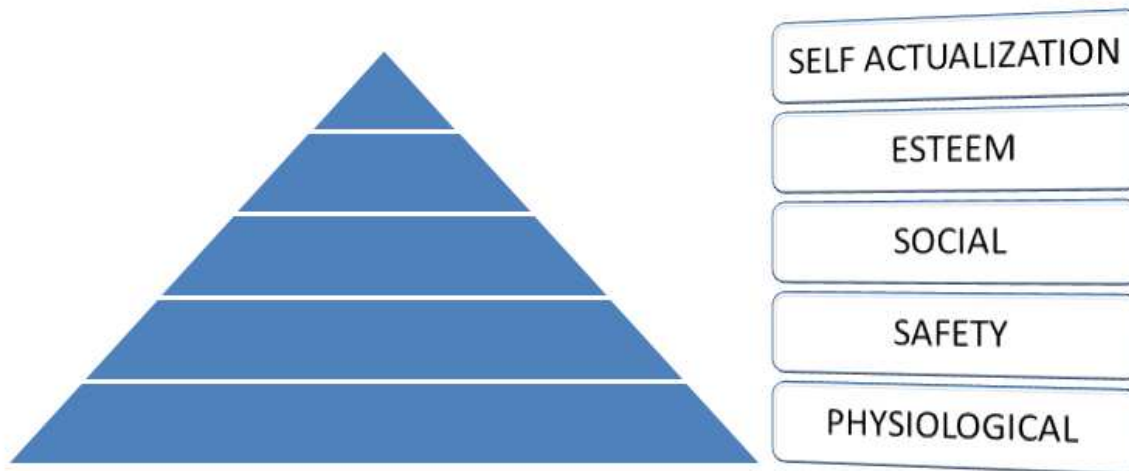 SELF ACTUALIZATION
ESTEEM
SOCIAL
SAFETY
PHYSIOLOGICAL